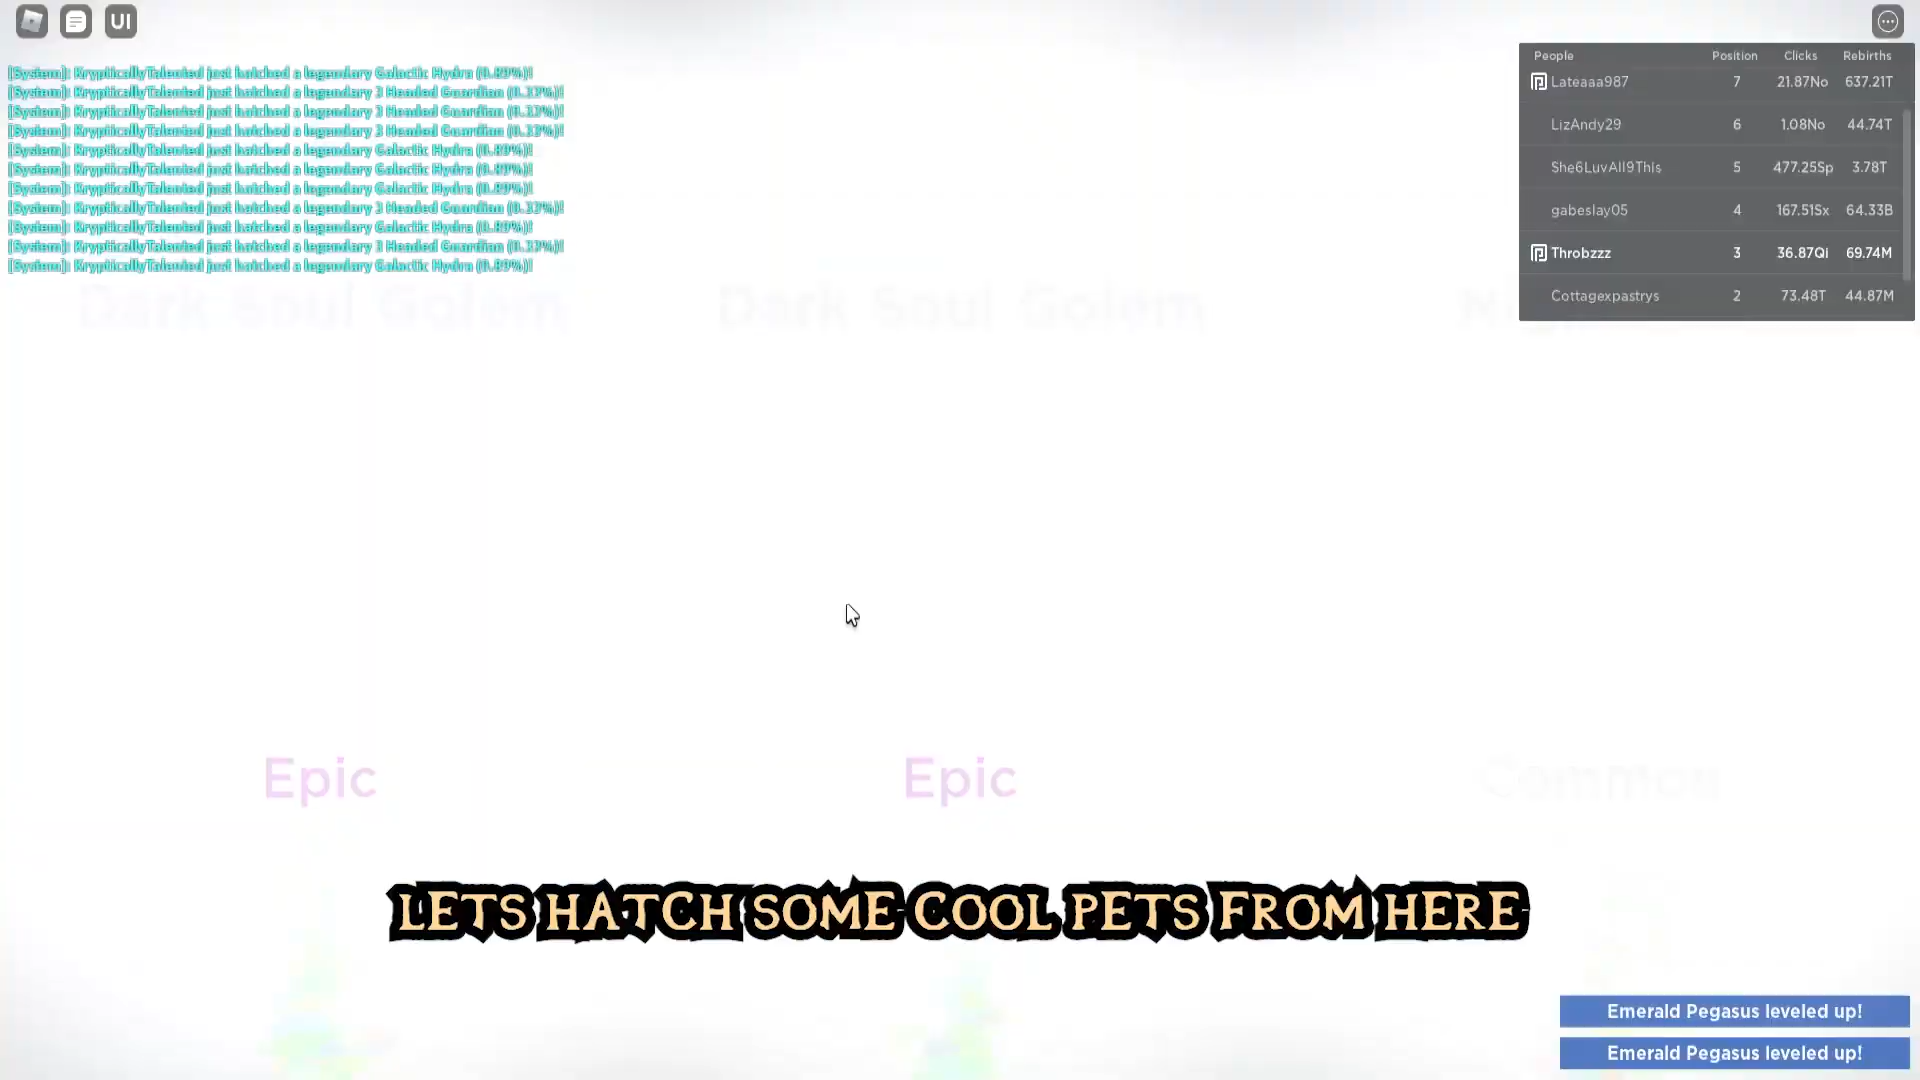 UI
[System]: KrypticallyTalented just hatched a legendary Galactic Hydra (0.89%)!
[System]: KrypticallyTalented just hatched a legendary 3 Headed Guardian (0.33%)!
[System]: KrypticallyTalented just hatched a legendary 3 Headed Guardian (0.33%)!
[System]: KrypticallyTalented just hatched a legendary 3 Headed Guardian (0.33%)!
[System]: KrypticallyTalented just hatched a legendary Galactic Hydra (0.89%)!
[System]: KrypticallyTalented just hatched a legendary Galactic Hydra (0.89%)!
[System]: KrypticallyTalented just hatched a legendary Galactic Hydra (0.89%)!
[System]: KrypticallyTalented just hatched a legendary 3 Headed Guardian (0.33%)!
[System]: KrypticallyTalented just hatched a legendary Galactic Hydra (0.89%)!
[System]: KrypticallyTalented just hatched a legendary 3 Headed Guardian (0.33%)!
[System]: KrypticallyTalented just hatched a legendary Galactic Hydra (0.89%)!
People Position Clicks Rebirths
Lateaaa987 7 21.87No 637.21T
LizAndy29 6 1.08No 44.74T
She6LuvAll9This 5 477.25Sp 3.78T
gabeslay05 4 167.51Sx 64.33B
Throbzzz 3 36.87Qi 69.74M
Cottagexpastrys 2 73.48T 44.87M
Dark Soul Golem Dark Soul Golem
Epic Epic Common
LETS HATCH SOME COOL PETS FROM HERE
Emerald Pegasus leveled up!
Emerald Pegasus leveled up!